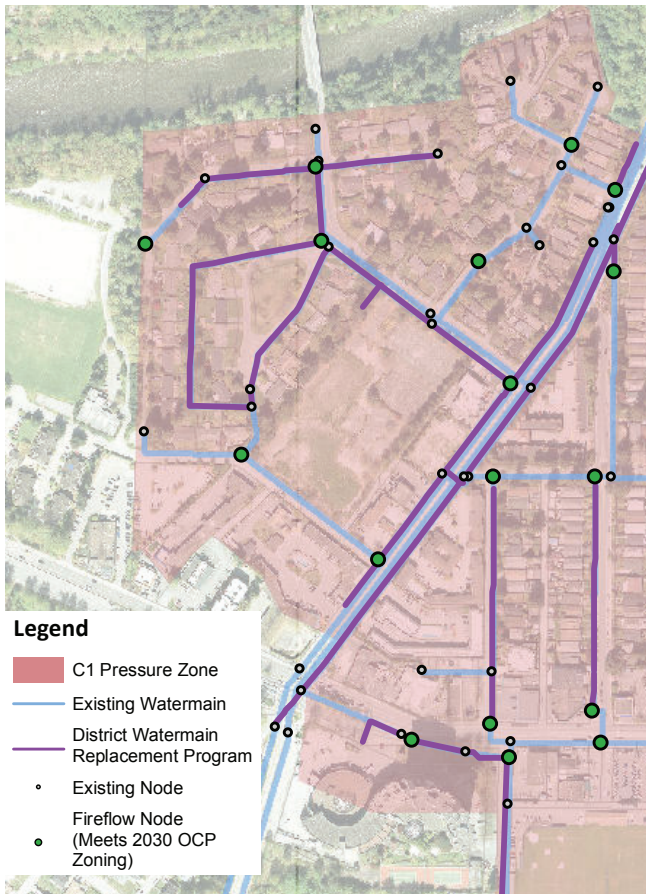 Legend
C1 Pressure Zone
Existing Watermain
District Watermain
Replacement Program
Existing Node
Fireflow Node
(Meets 2030 OCP
Zoning)